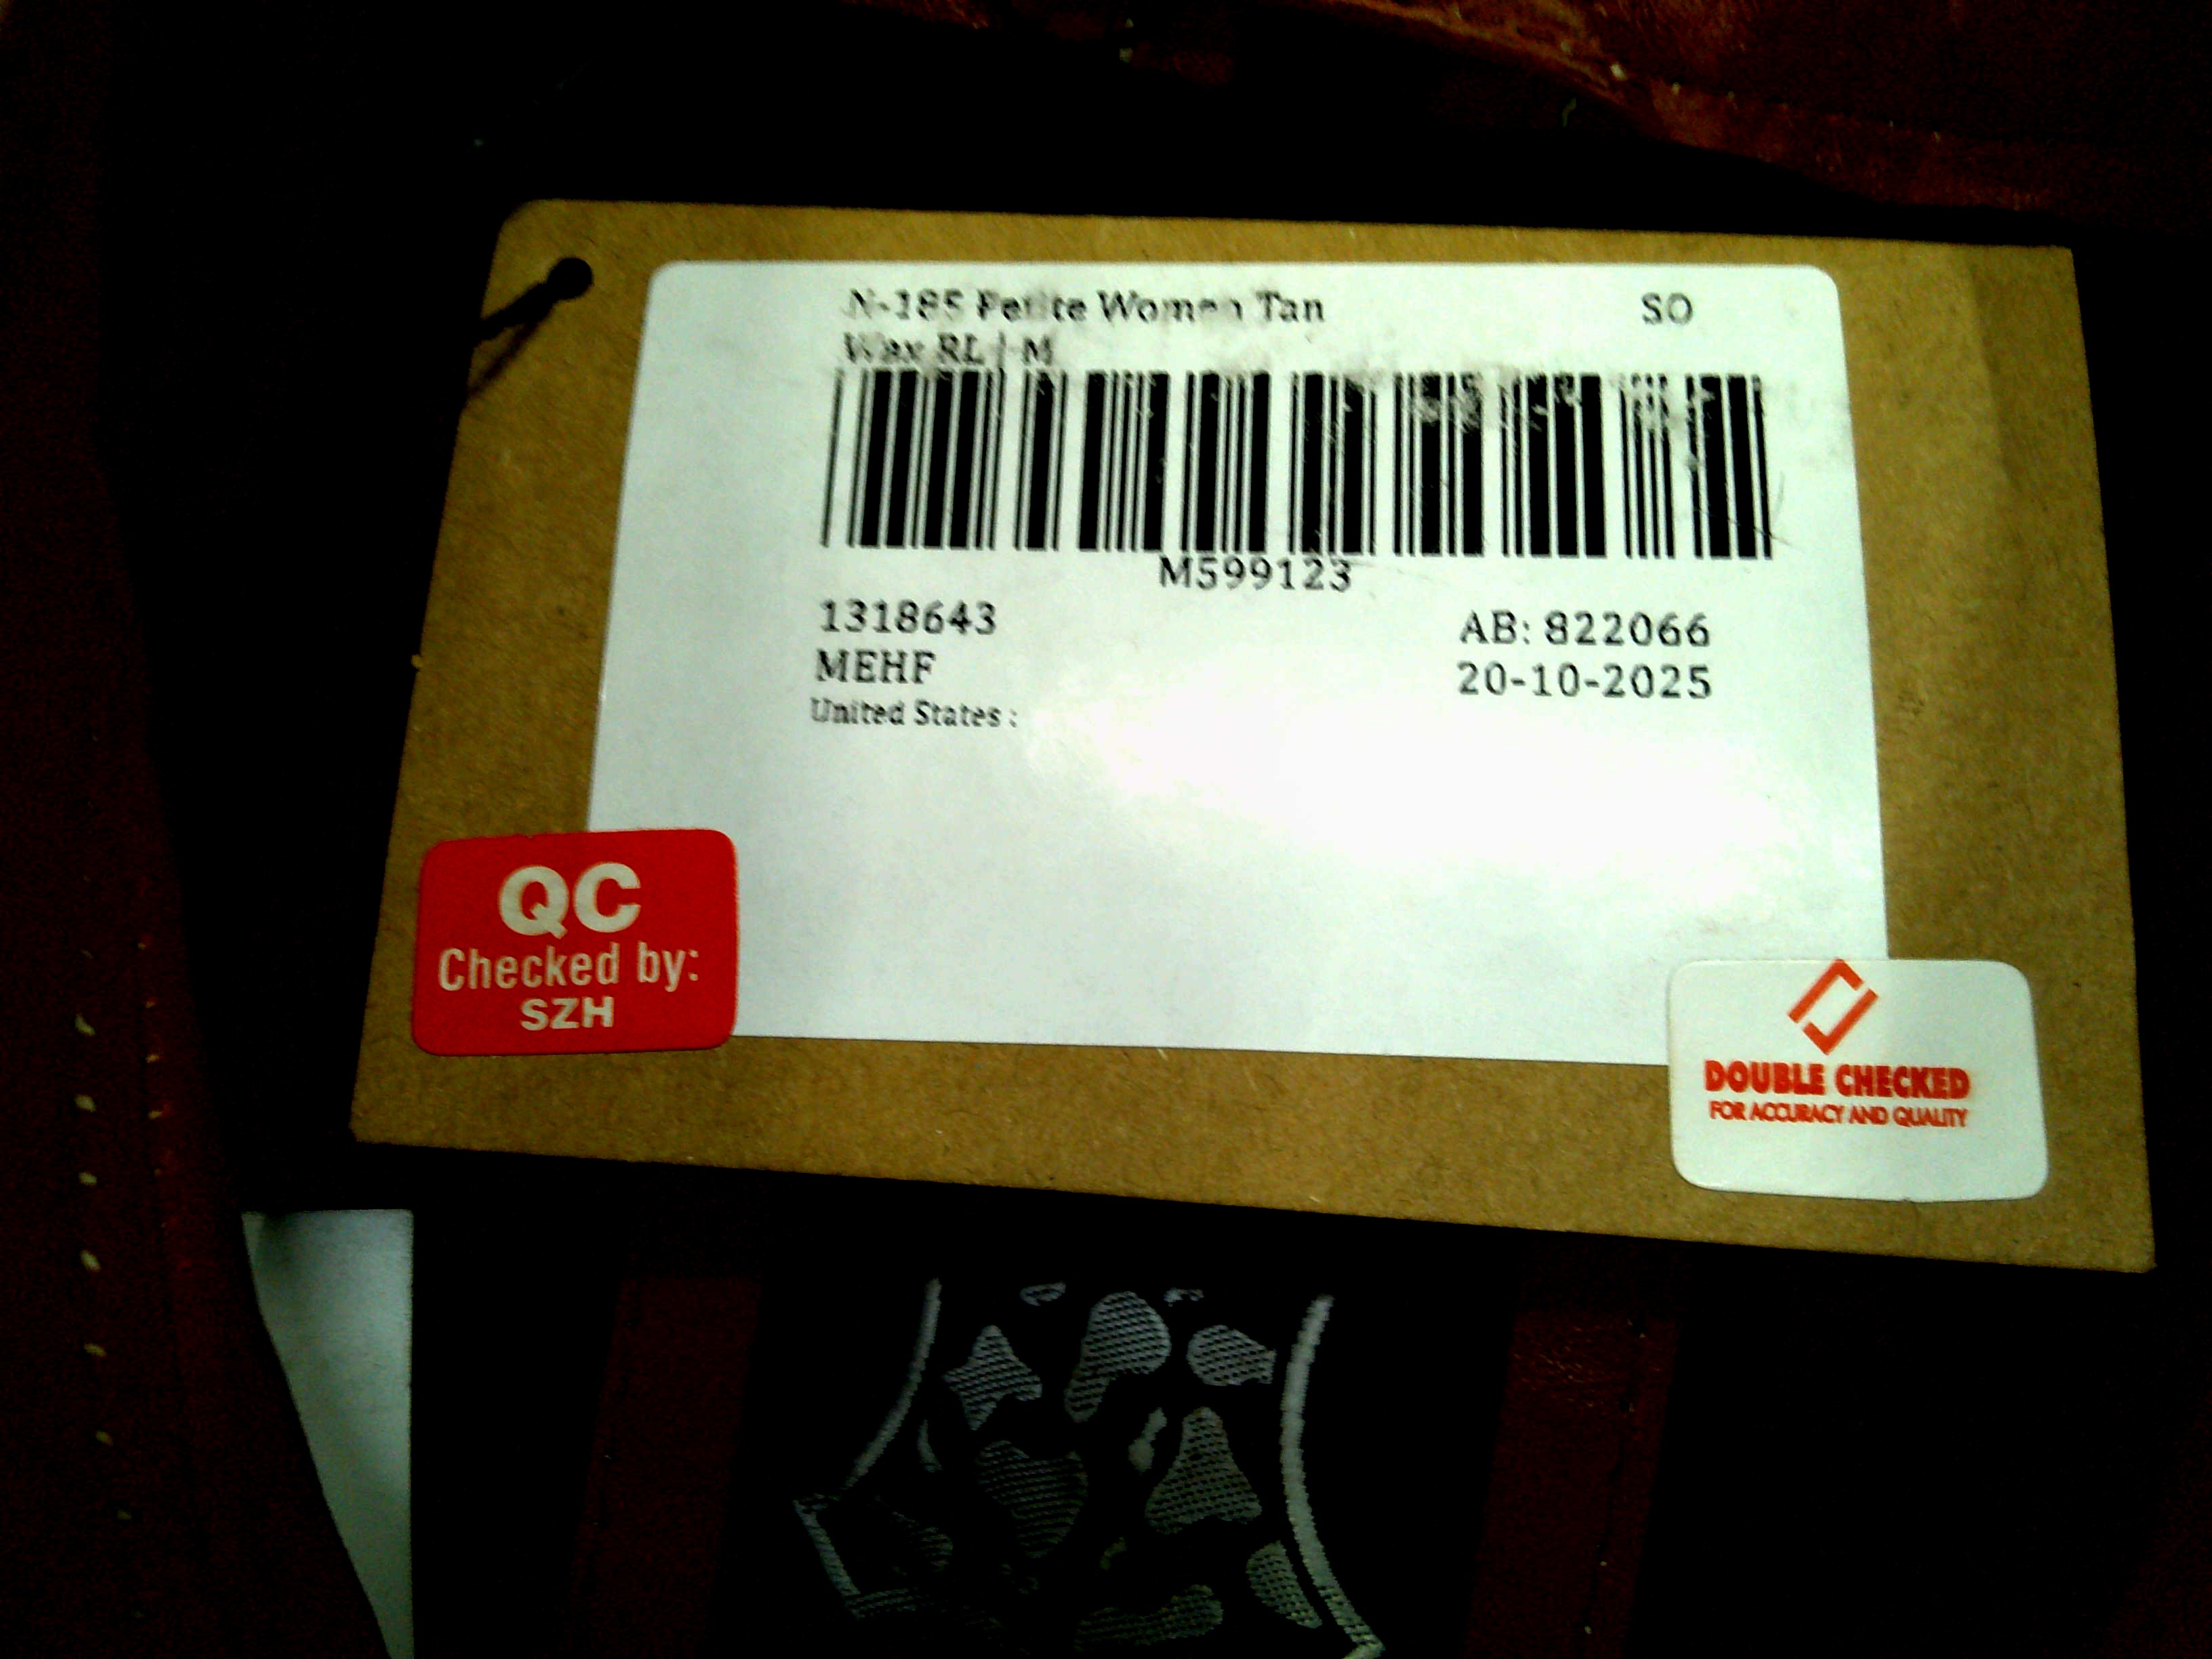 N-185 Petite Women Tan SO
Wax RL | M
M599123
1318643 AB: 822066
MEHF 20-10-2025
United States :
QC
Checked by:
SZH
DOUBLE CHECKED
FOR ACCURACY AND QUALITY